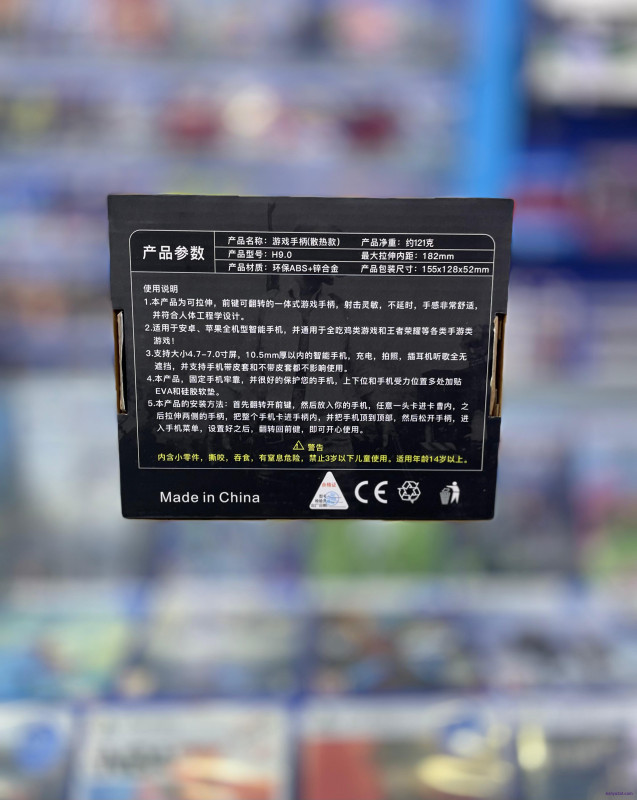 产品参数
产品名称：游戏手柄(散热款) 产品净重：约121克
产品型号：H9.0 最大拉伸内距：182mm
产品材质：环保ABS+锌合金 产品包装尺寸：155x128x52mm
使用说明
1.本产品为可拉伸，前键可翻转的一体式游戏手柄，射击灵敏，不延时，手感非常舒适，
并符合人体工程学设计。
2.适用于安卓、苹果全机型智能手机，并通用于全吃鸡类游戏和王者荣耀等各类手游类
游戏！
3.支持大小4.7-7.0寸屏，10.5mm厚以内的智能手机，充电，拍照，插耳机听歌全无
遮挡，并支持手机带皮套和不带皮套都不影响使用。
4.本产品，固定手机牢靠，并很好的保护您的手机，上下位和手机受力位置多处加贴
EVA和硅胶软垫。
5.本产品的安装方法：首先翻转开前键，然后放入你的手机，任意一头卡进卡曹内，之
后拉伸两侧的手柄，把整个手机卡进手柄内，并把手机顶到顶部，然后松开手柄，进
入手机菜单，设置好之后，翻转回前健，即可开心使用。
警告
内含小零件，撕咬，吞食，有窒息危险，禁止3岁以下儿童使用。适用年龄14岁以上。
Made in China
合格证
CE